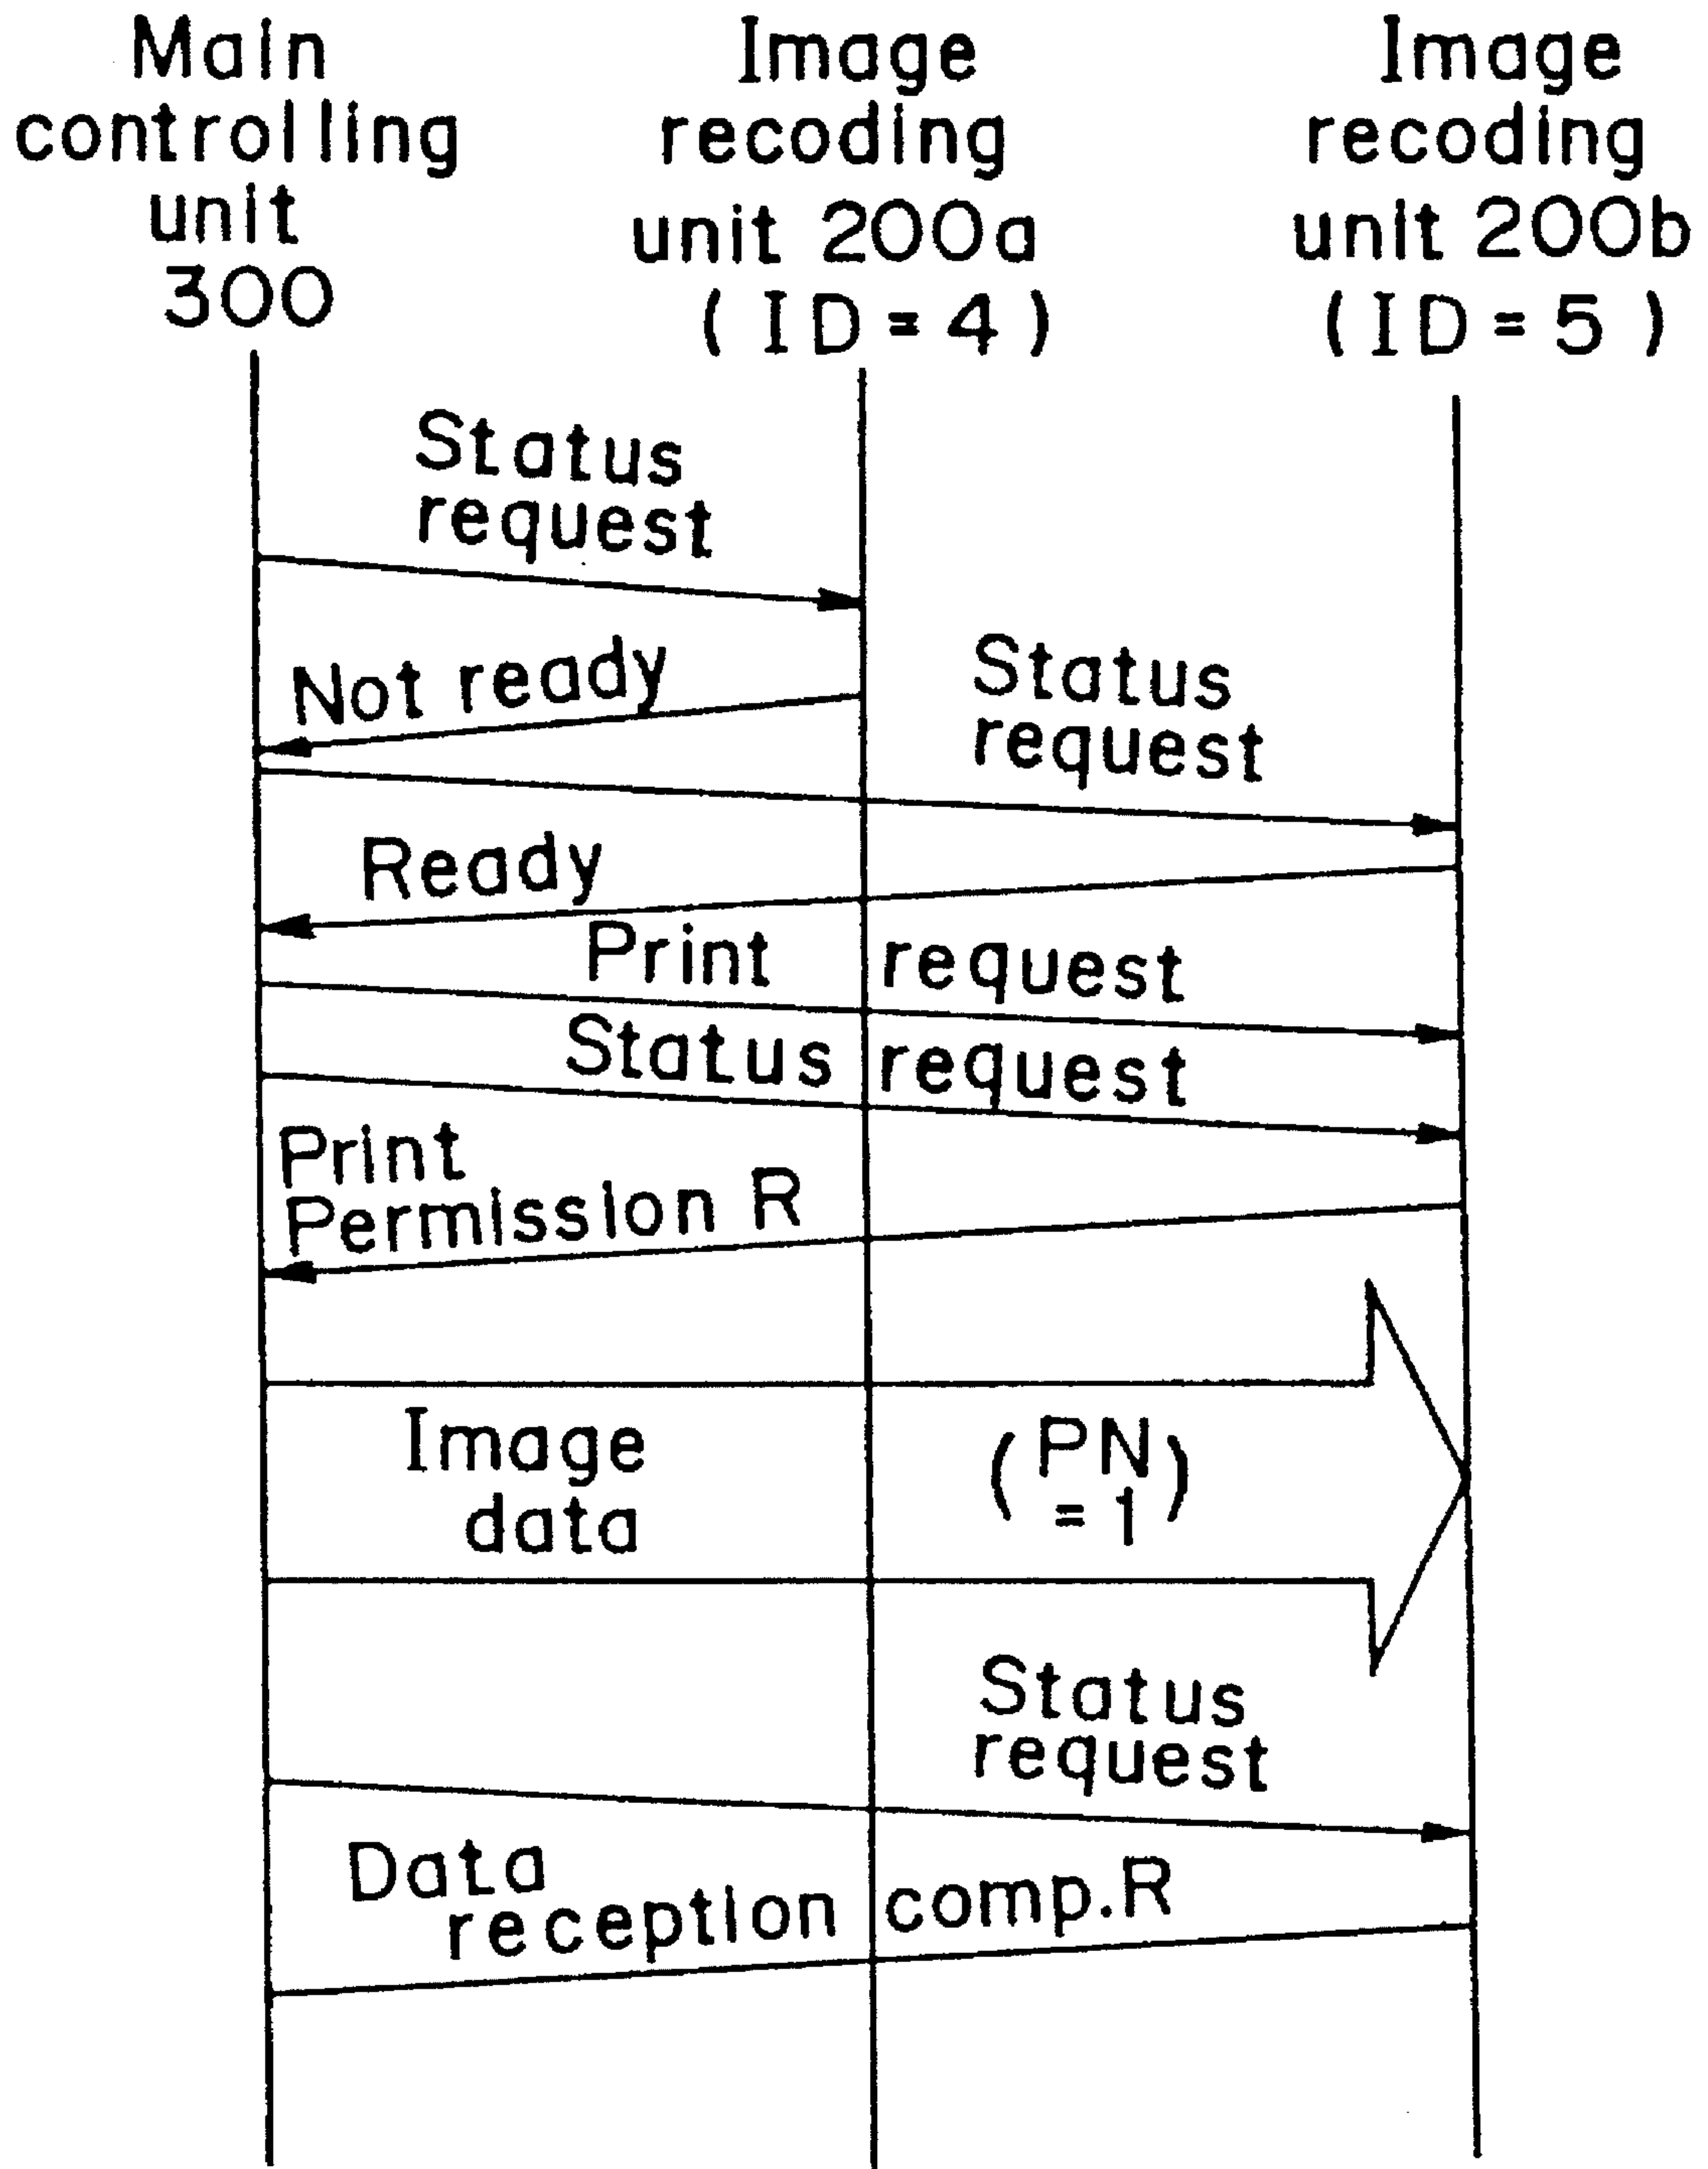 Main
controlling
unit
300
Image
recoding
unit 200a
( ID = 4 )
Image
recoding
unit 200b
( ID = 5 )
Status
request
Not ready
Status
request
Ready
Print request
Status request
Print
Permission R
Image
data
( PN
= 1 )
Status
request
Data
reception comp.R